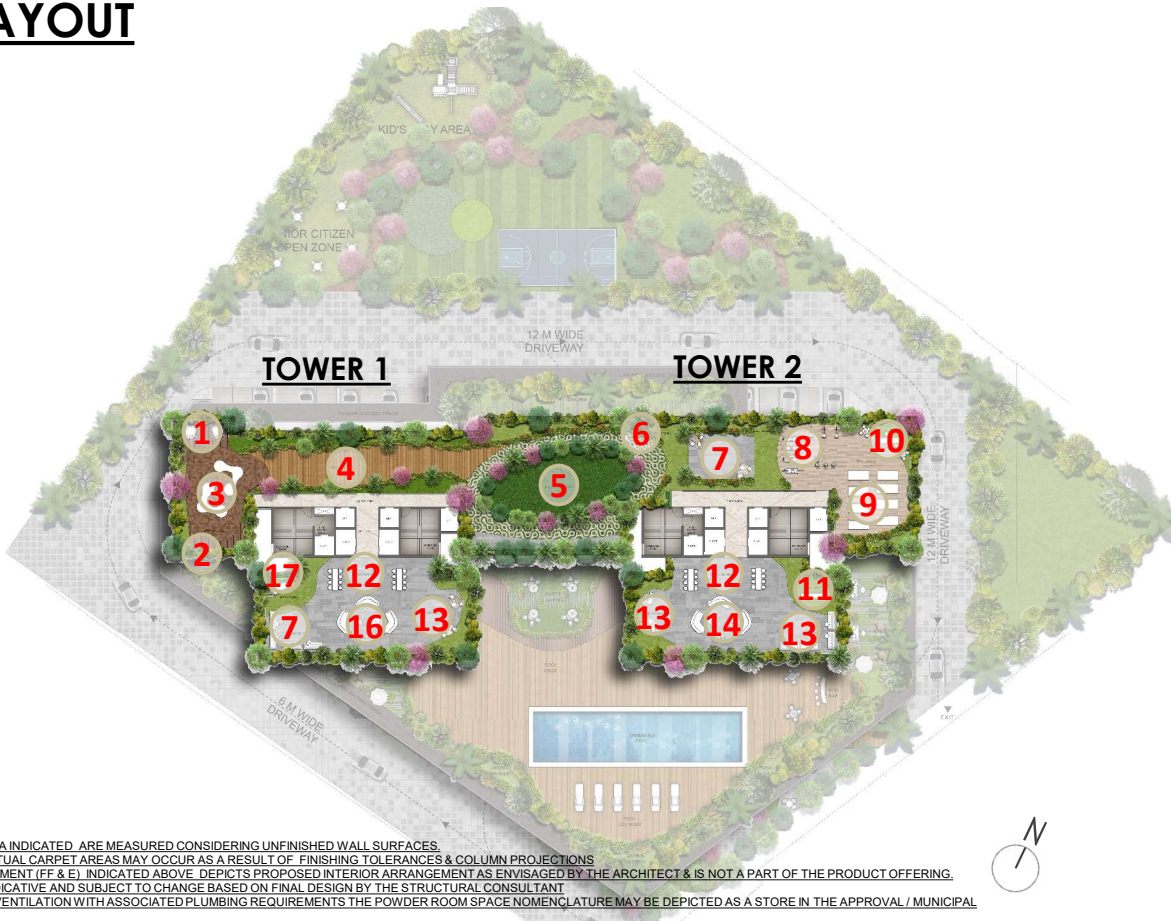 AYOUT
KID'S Y AREA
IOR CITIZEN
OPEN ZONE
12 M WIDE
DRIVEWAY
TOWER 1
TOWER 2
1
6
10
8
7
4
3
5
9
2
12 M WIDE
DRIVEWAY
17
12
12
11
7
16
13
13
14
13
6 M WIDE
DRIVEWAY
EXIT
N
A INDICATED ARE MEASURED CONSIDERING UNFINISHED WALL SURFACES.
TUAL CARPET AREAS MAY OCCUR AS A RESULT OF FINISHING TOLERANCES & COLUMN PROJECTIONS
MENT (FF & E) INDICATED ABOVE DEPICTS PROPOSED INTERIOR ARRANGEMENT AS ENVISAGED BY THE ARCHITECT & IS NOT A PART OF THE PRODUCT OFFERING.
DICATIVE AND SUBJECT TO CHANGE BASED ON FINAL DESIGN BY THE STRUCTURAL CONSULTANT
VENTILATION WITH ASSOCIATED PLUMBING REQUIREMENTS THE POWDER ROOM SPACE NOMENCLATURE MAY BE DEPICTED AS A STORE IN THE APPROVAL / MUNICIPAL